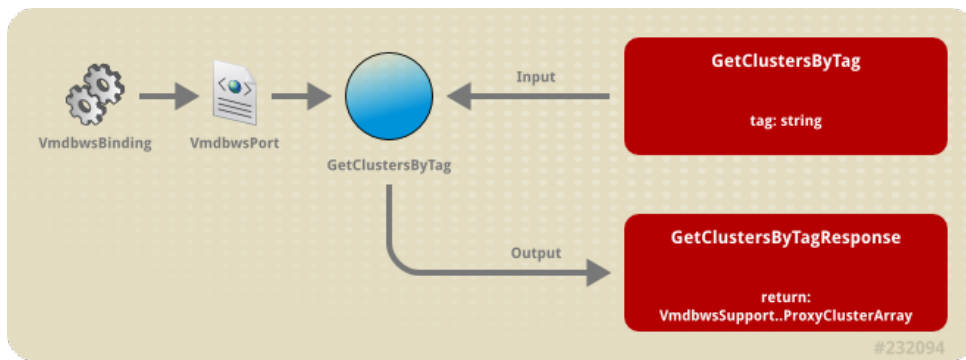 VmdbwsBinding
VmdbwsPort
GetClustersByTag
Input
GetClustersByTag
tag: string
Output
GetClustersByTagResponse
return:
VmdbwsSupport..ProxyClusterArray
#232094